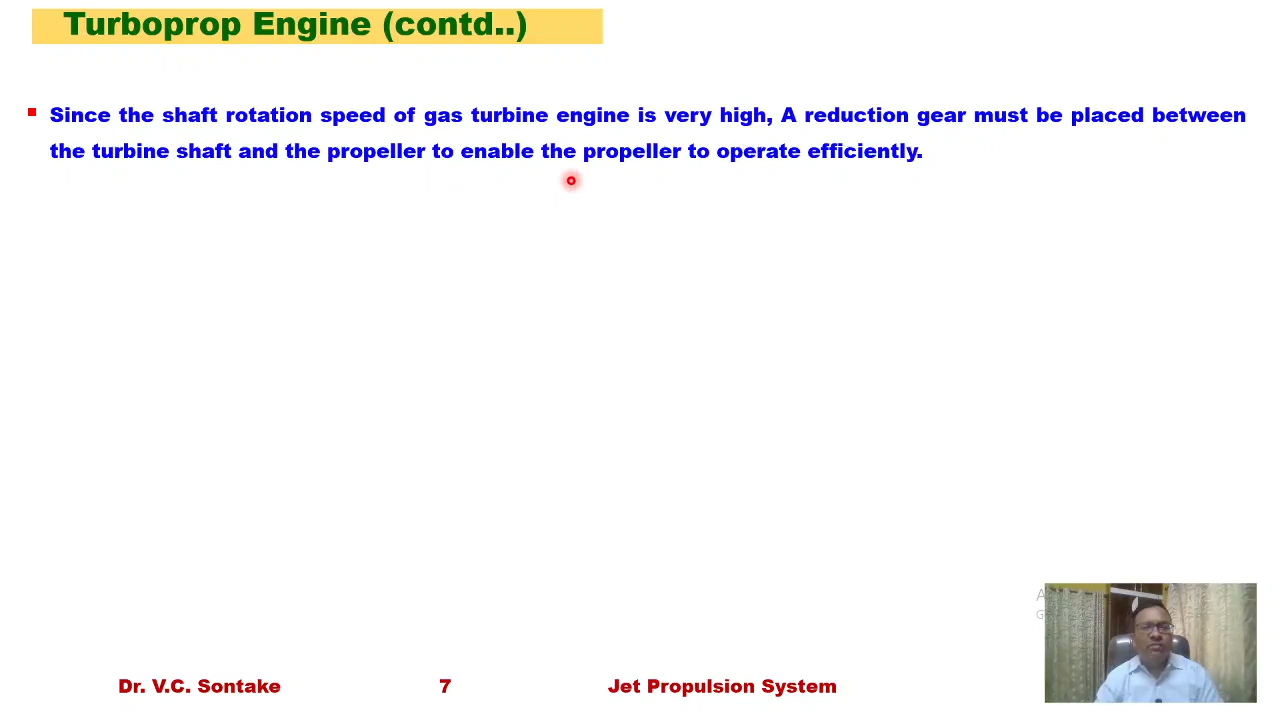 Turboprop Engine (contd..)
Since the shaft rotation speed of gas turbine engine is very high, A reduction gear must be placed between
the turbine shaft and the propeller to enable the propeller to operate efficiently.
Dr. V.C. Sontake 7 Jet Propulsion System